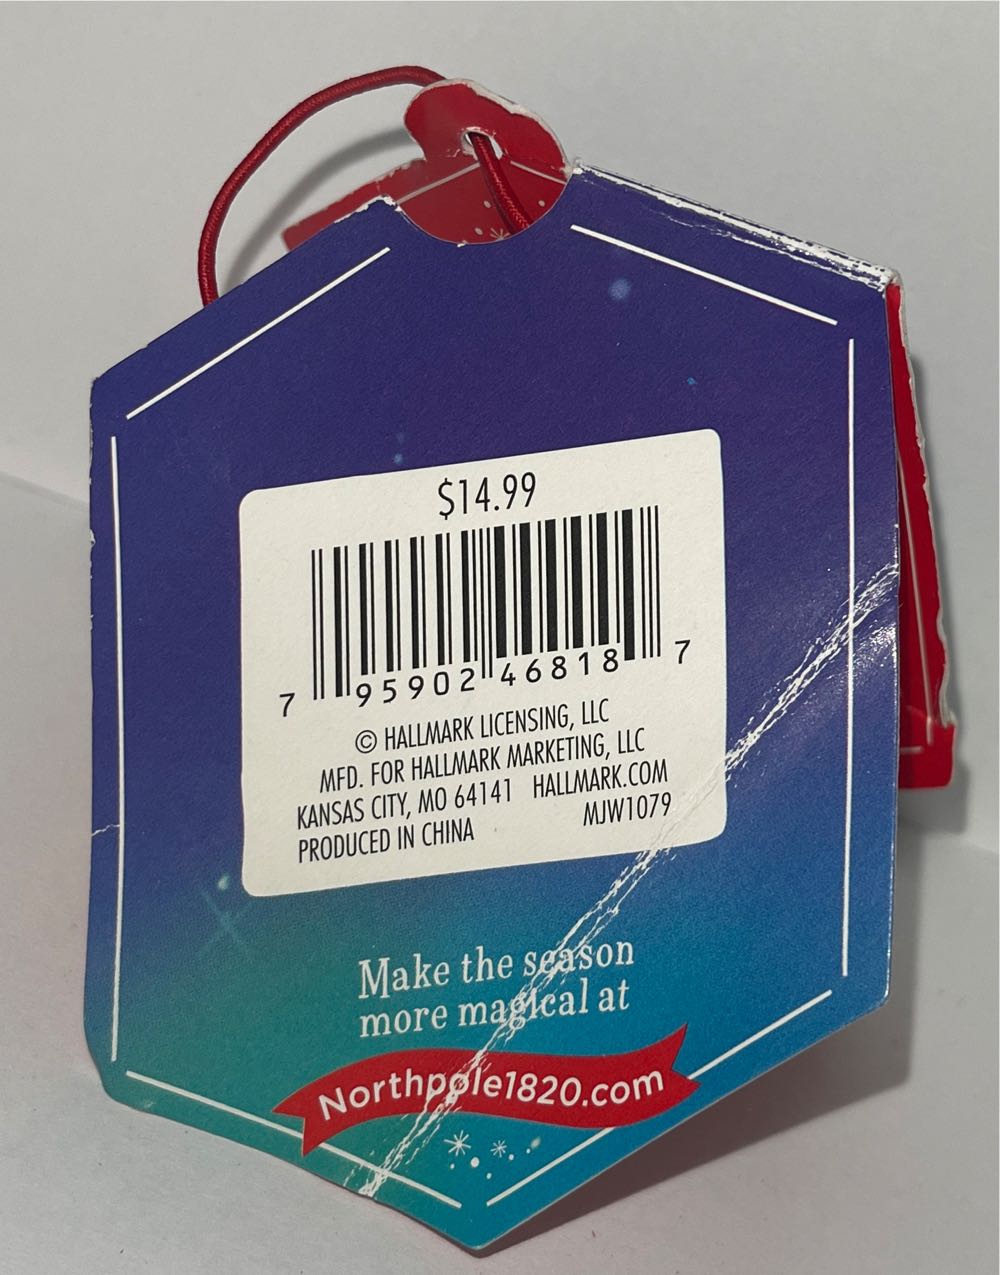 $14.99
7 95902 46818 7
© HALLMARK LICENSING, LLC
MFD. FOR HALLMARK MARKETING, LLC
KANSAS CITY, MO 64141 HALLMARK.COM
PRODUCED IN CHINA MJW1079
Make the season
more magical at
Northpole1820.com